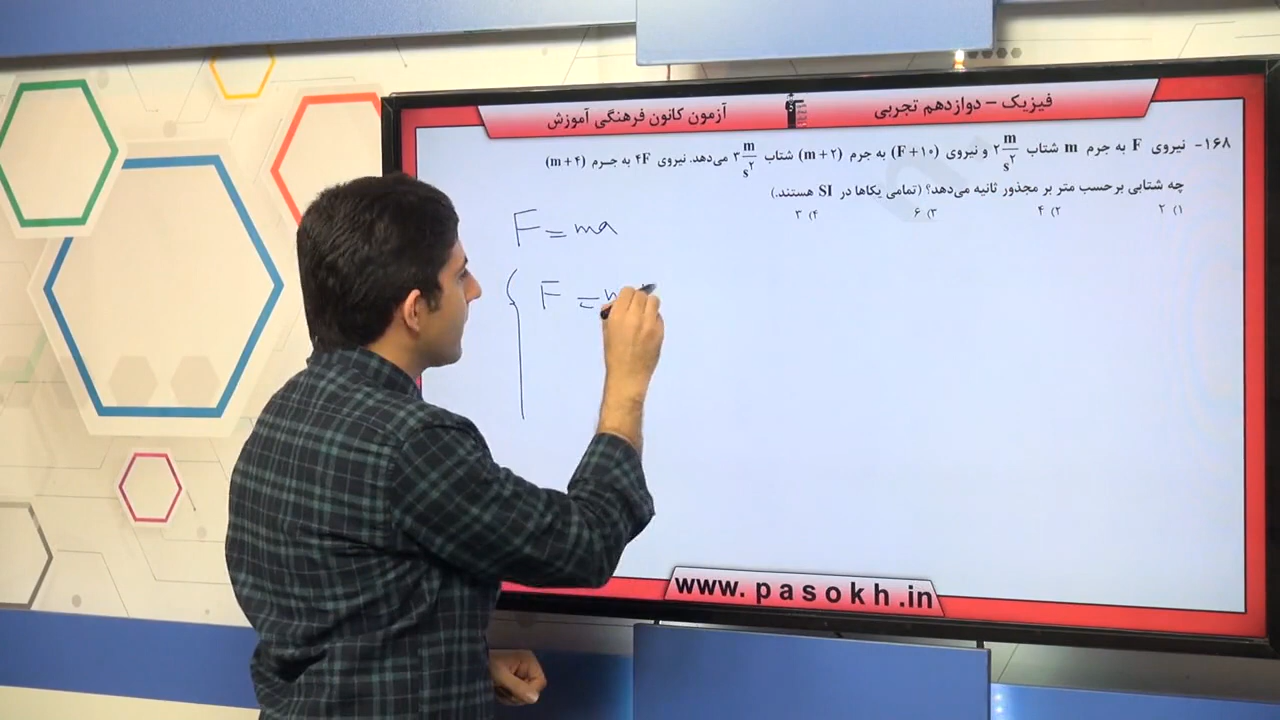 فیزیک – دوازدهم تجربی
آزمون کانون فرهنگی آموزش
۱۶۸- نیروی F به جرم m شتاب ۲ m/s² و نیروی (F+۱۰) به جرم (m+۲) شتاب ۳ m/s² می‌دهد. نیروی ۴F به جرم (m+۴)
چه شتابی برحسب متر بر مجذور ثانیه می‌دهد؟ (تمامی یکاها در SI هستند.)
۱) ۲ ۲) ۴ ۳) ۶ ۴) ۳
F = ma
F =
www.pasokh.in